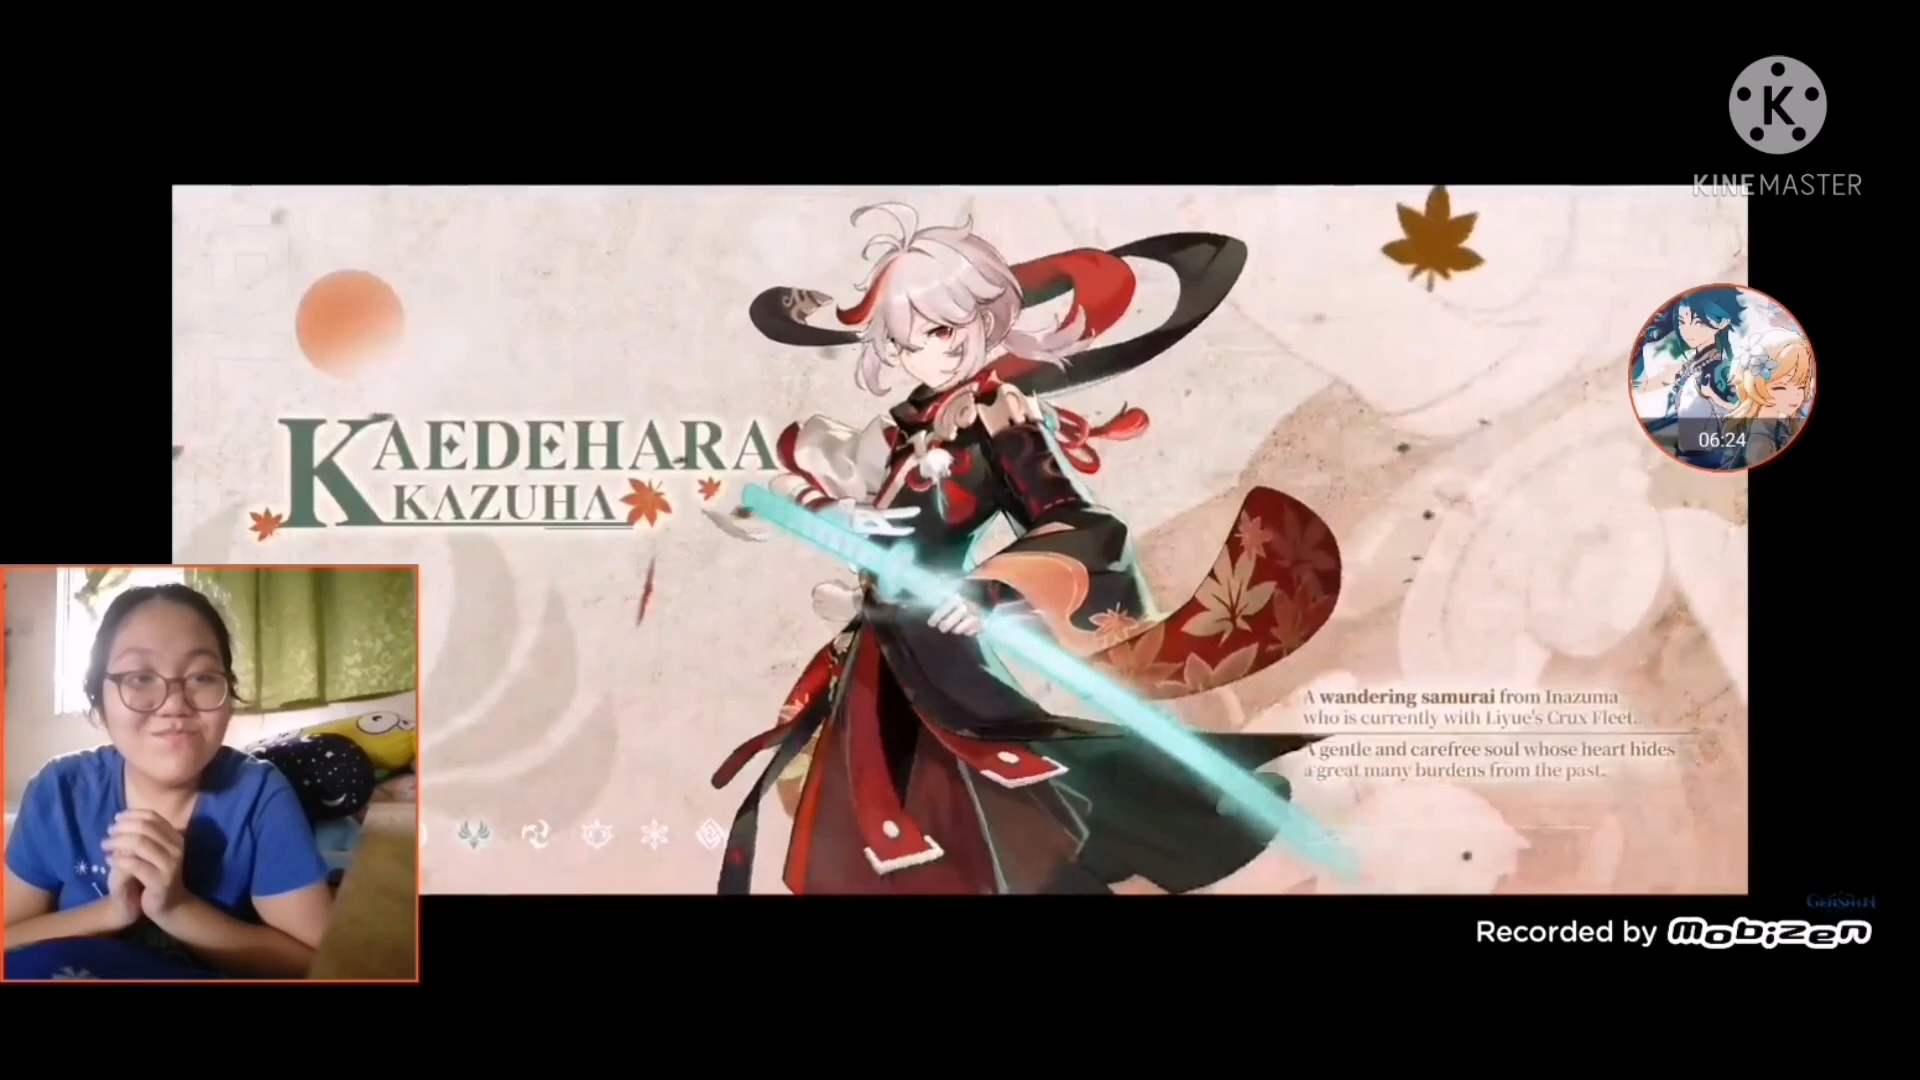 K
KINEMASTER
KAEDEHARA
KAZUHA
06:24
A wandering samurai from Inazuma
who is currently with Liyue's Crux Fleet.
A gentle and carefree soul whose heart hides
a great many burdens from the past.
GENSHIN
Recorded by mobizen